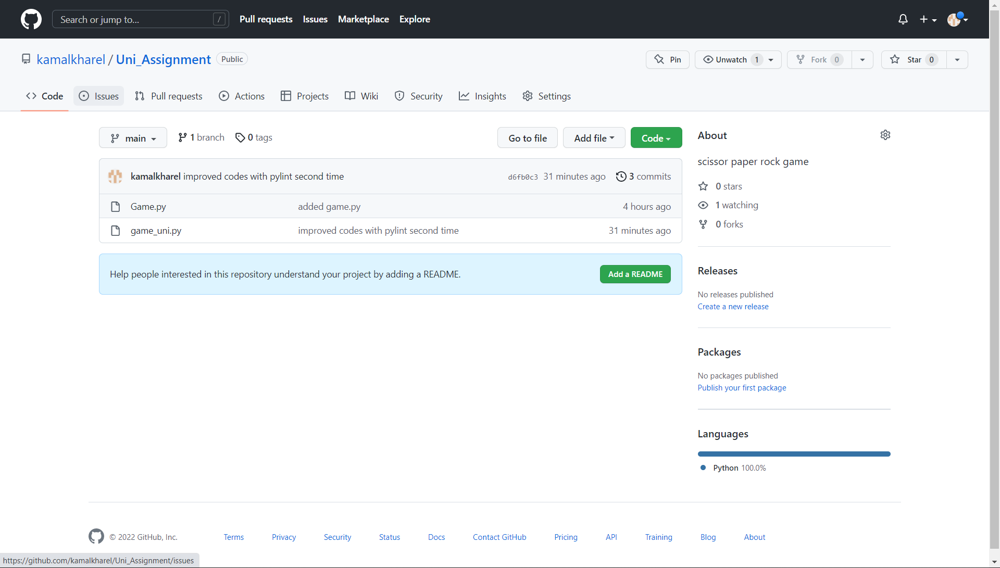 Search or jump to... /
Pull requests Issues Marketplace Explore
kamalkharel / Uni_Assignment Public
Pin Unwatch 1 Fork 0 Star 0
Code Issues Pull requests Actions Projects Wiki Security Insights Settings
main 1 branch 0 tags Go to file Add file Code
kamalkharel improved codes with pylint second time d6fb0c3 31 minutes ago 3 commits
Game.py added game.py 4 hours ago
game_uni.py improved codes with pylint second time 31 minutes ago
Help people interested in this repository understand your project by adding a README. Add a README
About
scissor paper rock game
0 stars
1 watching
0 forks
Releases
No releases published
Create a new release
Packages
No packages published
Publish your first package
Languages
Python 100.0%
© 2022 GitHub, Inc. Terms Privacy Security Status Docs Contact GitHub Pricing API Training Blog About
https://github.com/kamalkharel/Uni_Assignment/issues